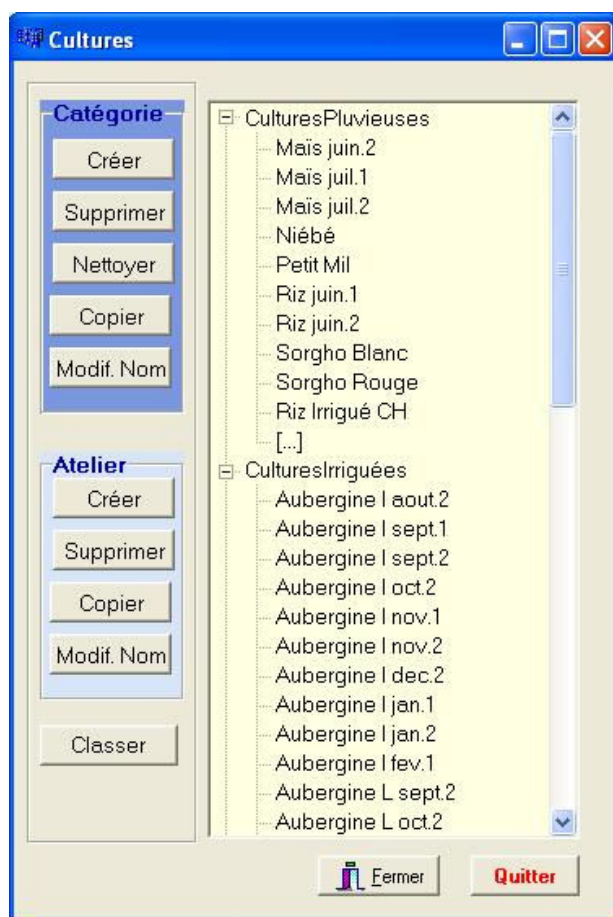 Cultures
Catégorie
Créer
Supprimer
Nettoyer
Copier
Modif. Nom
Atelier
Créer
Supprimer
Copier
Modif. Nom
Classer
CulturesPluvieuses
Maïs juin.2
Maïs juil.1
Maïs juil.2
Niébé
Petit Mil
Riz juin.1
Riz juin.2
Sorgho Blanc
Sorgho Rouge
Riz Irrigué CH
[...]
CulturesIrriguées
Aubergine I aout.2
Aubergine I sept.1
Aubergine I sept.2
Aubergine I oct.2
Aubergine I nov.1
Aubergine I nov.2
Aubergine I dec.2
Aubergine I jan.1
Aubergine I jan.2
Aubergine I fev.1
Aubergine L sept.2
Aubergine L oct.2
Fermer
Quitter